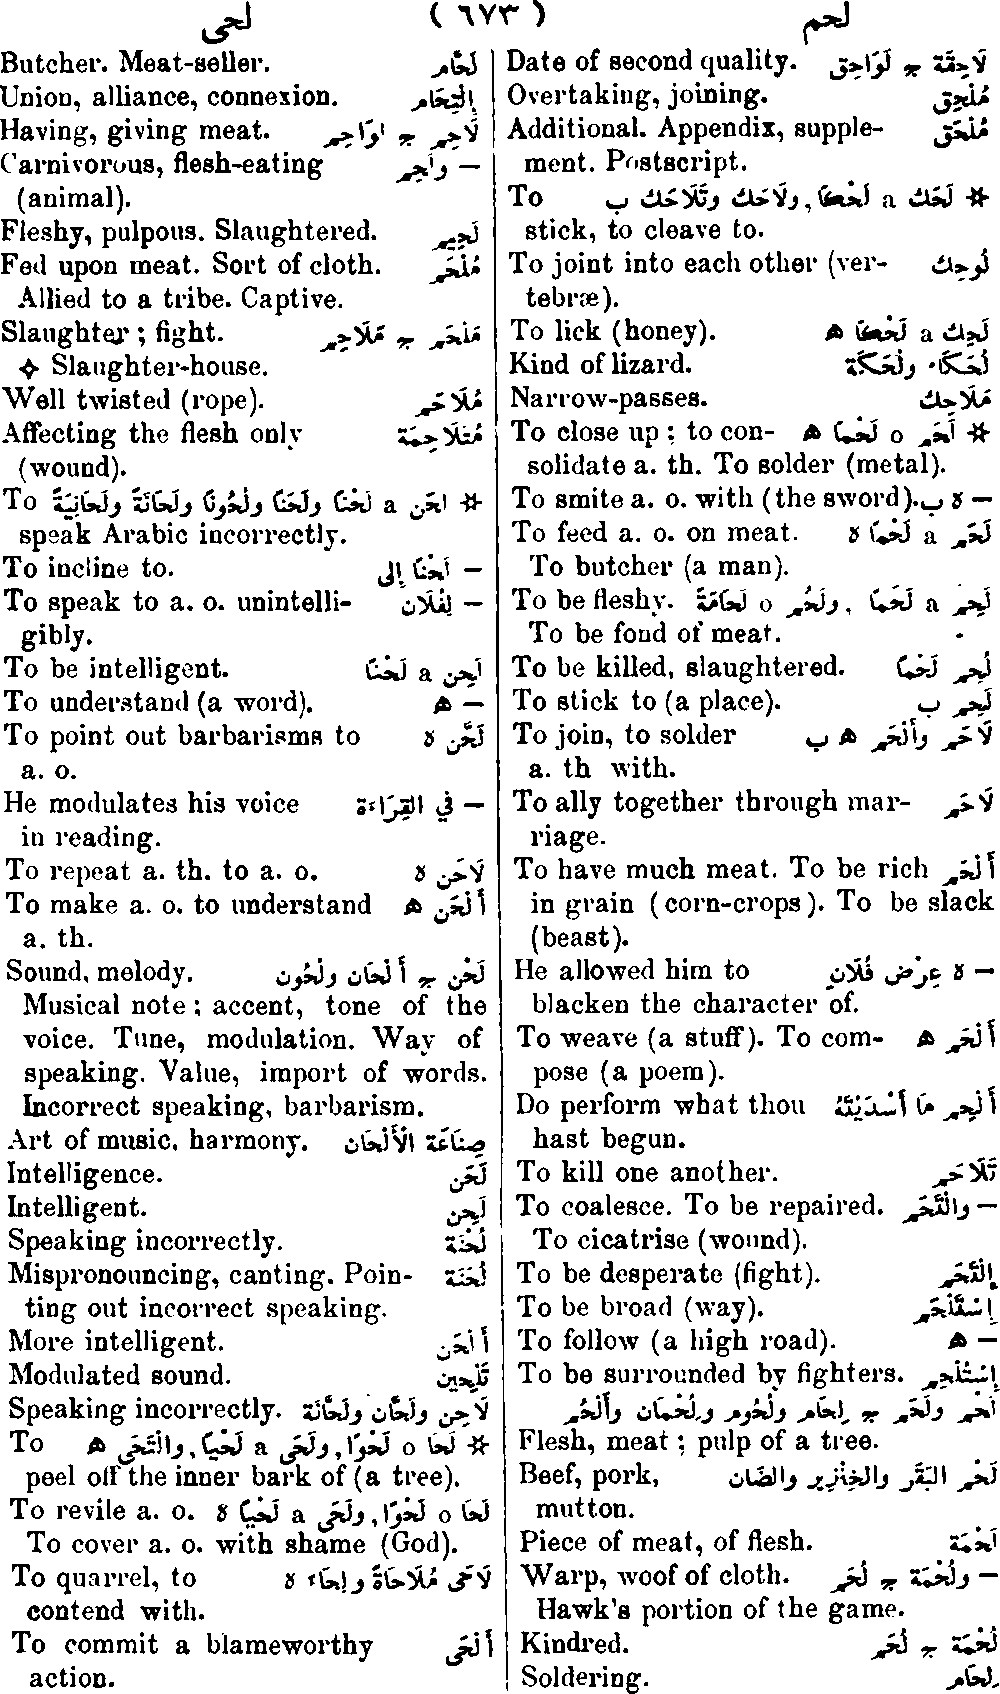 لحم ( ٦٧٣ ) لحى
Date of second quality. لَاحِقَة ج لَوَاحِق
Overtaking, joining. مُلْحِق
Additional. Appendix, supple- مُلْحَق
ment. Postscript.
To ✲ لَحَك a لَحْكًا, ولَاحَك وتَلَاحَك ب
stick, to cleave to.
To joint into each other (ver- لُوحِك
tebræ).
To lick (honey). لَحِك a لَحْكًا ه
Kind of lizard. لُحَكَاء ولُحَكَة
Narrow-passes. مَلَاحِك
To close up ; to con- ✲ لَحَم o لَحْمًا ه
solidate a. th. To solder (metal).
To smite a. o. with (the sword). — ه ب
To feed a. o. on meat. لَحَم a لَحْمًا ه
To butcher (a man).
To be fleshy. لَحِم a لَحَمًا, ولَحُم o لَحَامَةً
To be fond of meat.
To be killed, slaughtered. لُحِم لَحْمًا
To stick to (a place). لَحِم ب
To join, to solder لَاحَم وأَلْحَم ه ب
a. th with.
To ally together through mar- لَاحَم
riage.
To have much meat. To be rich أَلْحَم
in grain (corn-crops). To be slack
(beast).
He allowed him to — ه عِرْض فُلَانٍ
blacken the character of.
To weave (a stuff). To com- أَلْحَم ه
pose (a poem).
Do perform what thou أَلْحِم مَا أَسْدَيْتَهُ
hast begun.
To kill one another. تَلَاحَم
To coalesce. To be repaired. — والْتَحَم
To cicatrise (wound).
To be desperate (fight). إِلْتَحَم
To be broad (way). إِسْتَلْحَم
To follow (a high road). — ه
To be surrounded by fighters. إِسْتُلْحِم
لَحْم ولَحَم ج لِحَام ولُحُوم ولُحْمَان وأَلْحُم
Flesh, meat ; pulp of a tree.
Beef, pork, لَحْم البَقَر والخِنْزِير والضَّان
mutton.
Piece of meat, of flesh. لَحْمَة
Warp, woof of cloth. — ولُحْمَة ج لُحَم
Hawk's portion of the game.
Kindred. لُحْمَة ج لُحَم
Soldering. لِحَام
Butcher. Meat-seller. لَحَّام
Union, alliance, connexion. إِلْتِحَام
Having, giving meat. لَاحِم ج لَوَاحِم
Carnivorous, flesh-eating — ولَاحِم
(animal).
Fleshy, pulpous. Slaughtered. لَحِيم
Fed upon meat. Sort of cloth. مُلْحَم
Allied to a tribe. Captive.
Slaughter ; fight. مَلْحَم ج مَلَاحِم
✧ Slaughter-house.
Well twisted (rope). مُلَاحَم
Affecting the flesh only مُتَلَاحِمَة
(wound).
To ✲ لَحَن a لَحْنًا ولَحَنًا ولُحُونًا ولَحَانَةً ولَحَانِيَةً
speak Arabic incorrectly.
To incline to. — لَحْنًا إِلى
To speak to a. o. unintelli- — لِفُلَان
gibly.
To be intelligent. لَحِن a لَحَنًا
To understand (a word). — ه
To point out barbarisms to لَحَّن ه
a. o.
He modulates his voice — في القِرَاءَة
in reading.
To repeat a. th. to a. o. لَاحَن ه
To make a. o. to understand أَلْحَن ه
a. th.
Sound, melody. لَحْن ج أَلْحَان ولُحُون
Musical note ; accent, tone of the
voice. Tune, modulation. Way of
speaking. Value, import of words.
Incorrect speaking, barbarism.
Art of music, harmony. صِنَاعَة الْأَلْحَان
Intelligence. لَحَن
Intelligent. لَحِن
Speaking incorrectly. لُحْنَة
Mispronouncing, canting. Poin- لُحَنَة
ting out incorrect speaking.
More intelligent. أَلْحَن
Modulated sound. تَلْحِين
Speaking incorrectly. لَاحِن ولَحَّان ولَحَّانَة
To ✲ لَحَا o لَحْوًا, ولَحَى a لَحْيًا, والْتَحَى ه
peel off the inner bark of (a tree).
To revile a. o. لَحَا o لَحْوًا, ولَحَى a لَحْيًا ه
To cover a. o. with shame (God).
To quarrel, to لَاحَى مُلَاحَاةً ولِحَاء ه
contend with.
To commit a blameworthy أَلْحَى
action.